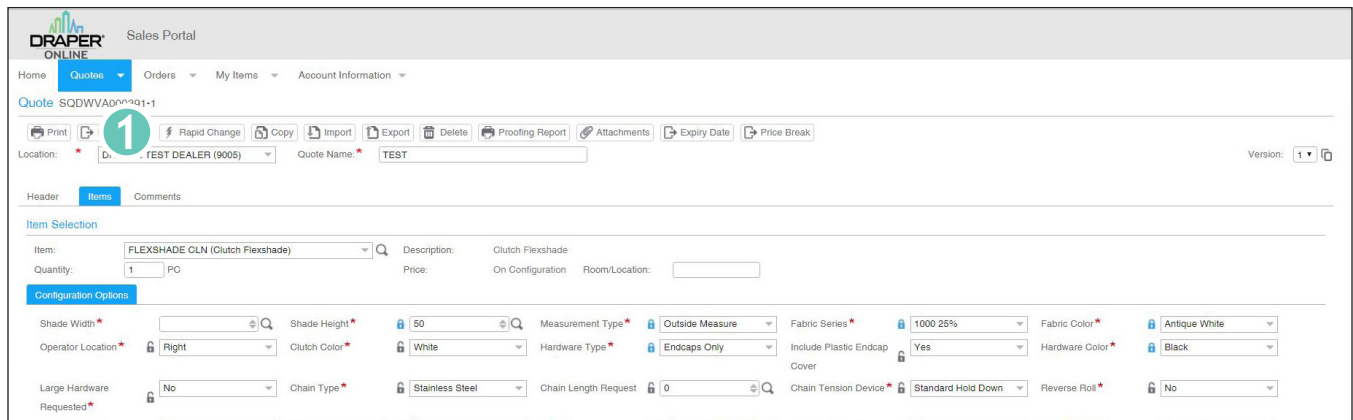 DRAPER®
ONLINE
Sales Portal
Home Quotes Orders My Items Account Information
Quote SQDWVA000391-1
Print 1 Rapid Change Copy Import Export Delete Proofing Report Attachments Expiry Date Price Break
Location: * TEST DEALER (9005) Quote Name: * TEST Version: 1
Header Items Comments
Item Selection
Item: FLEXSHADE CLN (Clutch Flexshade) Description: Clutch Flexshade
Quantity: 1 PC Price: On Configuration Room/Location:
Configuration Options
Shade Width* Shade Height* 50 Measurement Type* Outside Measure Fabric Series* 1000 25% Fabric Color* Antique White
Operator Location* Right Clutch Color* White Hardware Type* Endcaps Only Include Plastic Endcap Yes Hardware Color* Black
Cover
Large Hardware No Chain Type* Stainless Steel Chain Length Request 0 Chain Tension Device* Standard Hold Down Reverse Roll* No
Requested*